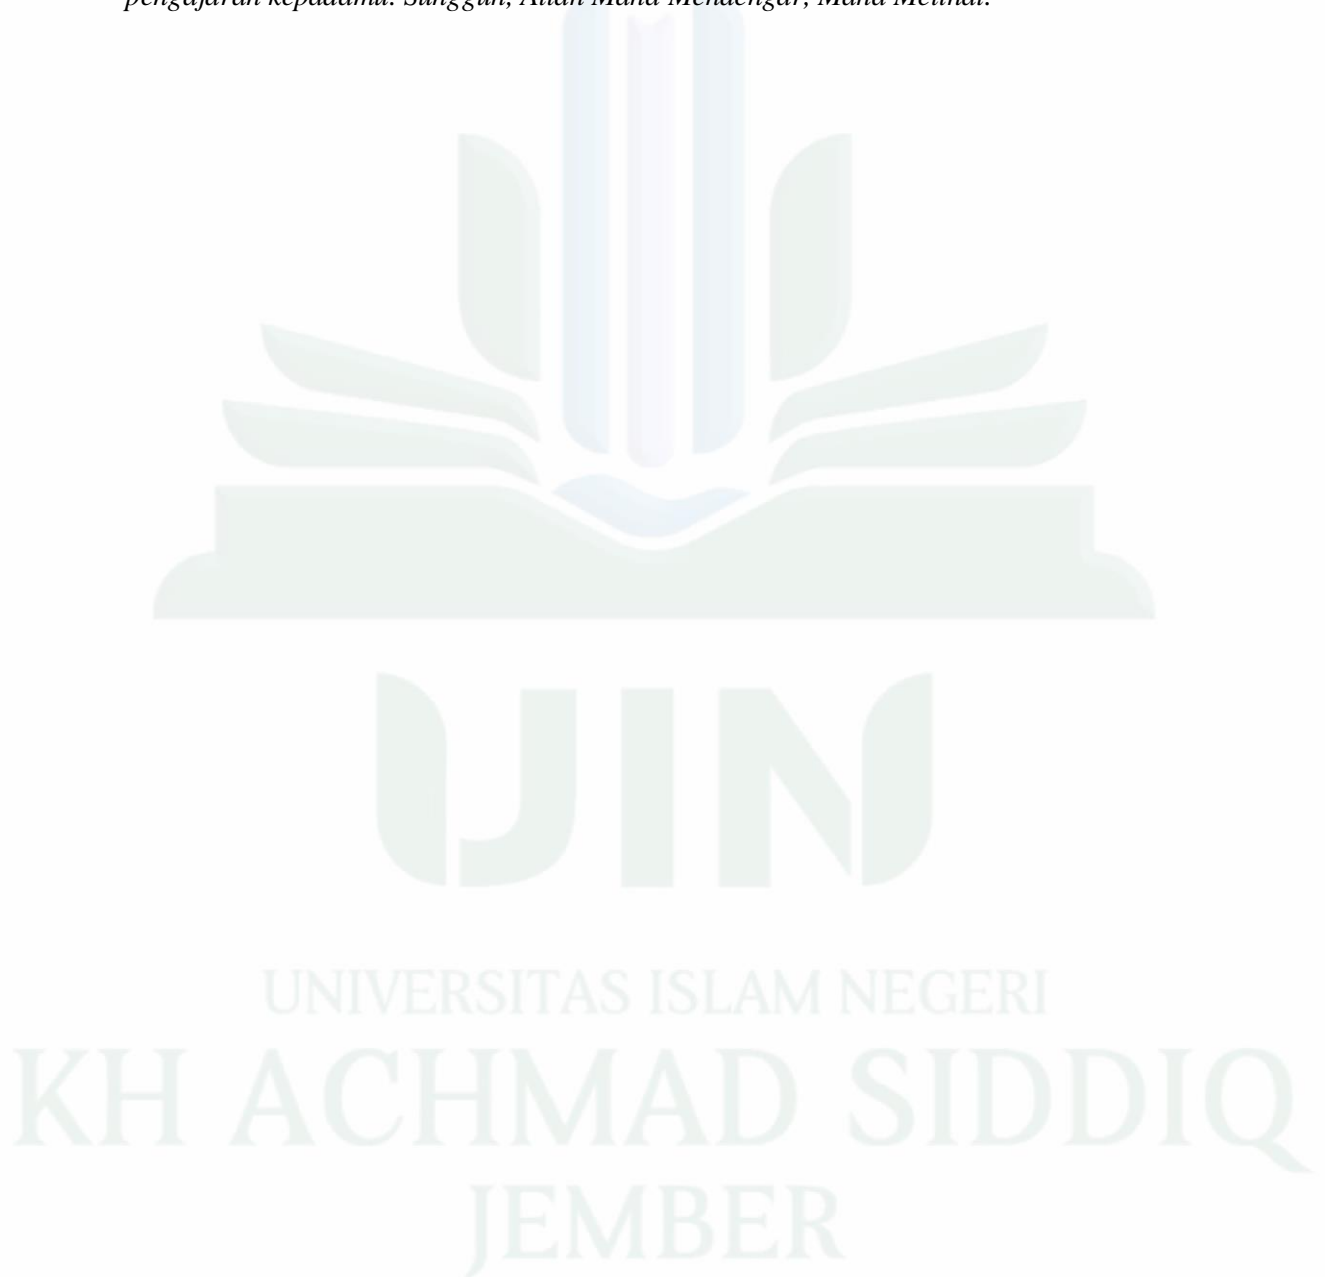 pengajaran kepadamu. Sungguh, Allah Maha Mendengar, Maha Melihat.
UIN
UNIVERSITAS ISLAM NEGERI
KH ACHMAD SIDDIQ
JEMBER